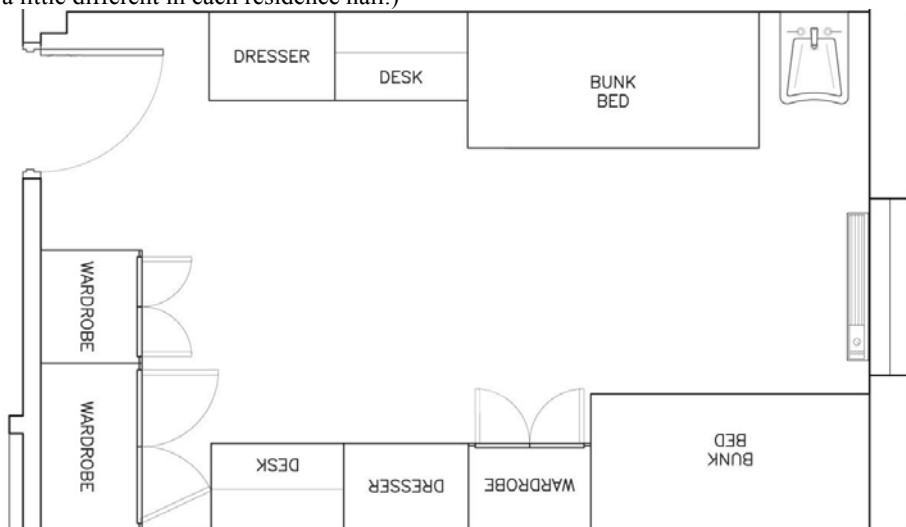 a little different in each residence hall.)
DRESSER
DESK
BUNK
BED
WARDROBE
WARDROBE
DESK
DRESSER
WARDROBE
BUNK
BED